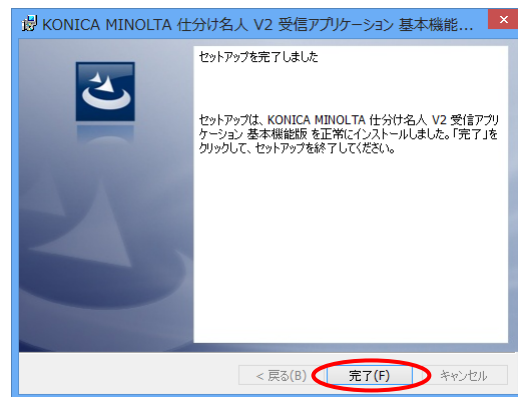 KONICA MINOLTA 仕分け名人 V2 受信アプリケーション 基本機能...
セットアップを完了しました
セットアップは、KONICA MINOLTA 仕分け名人 V2 受信アプリ
ケーション 基本機能版 を正常にインストールしました。「完了」を
クリックして、セットアップを終了してください。
< 戻る(B) 完了(F) キャンセル